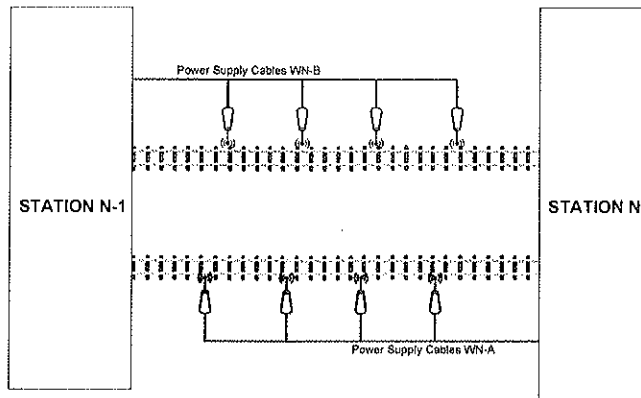 Power Supply Cables WN-B
STATION N-1
STATION N
Power Supply Cables WN-A